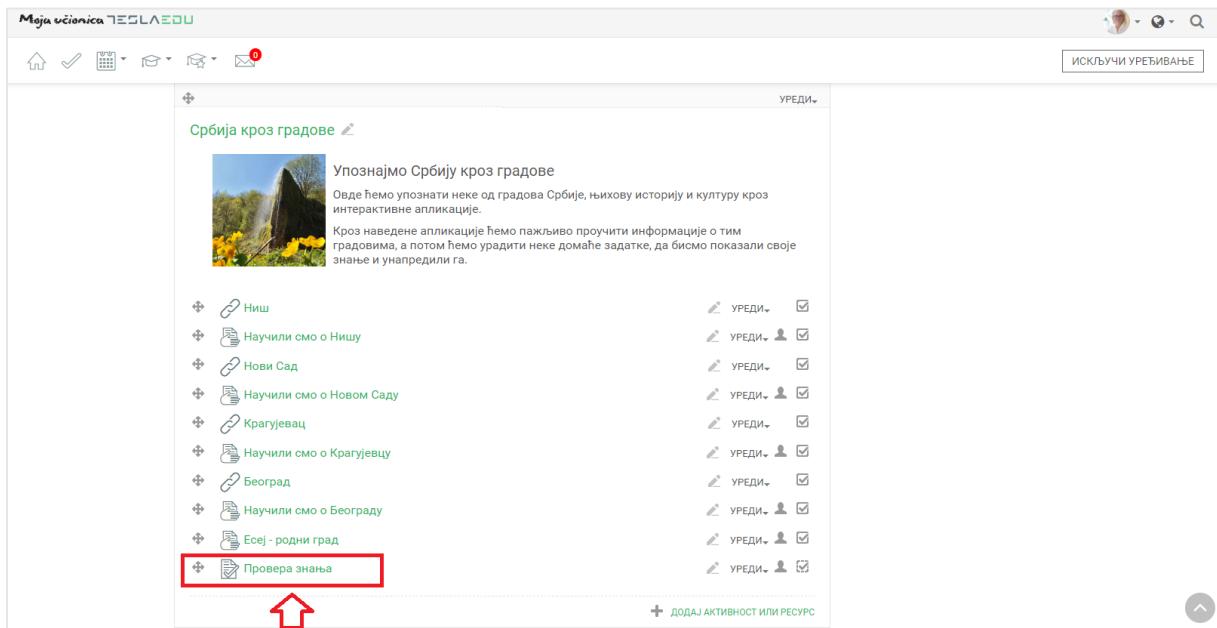 Moja učionica TESLAEDU
0
ИСКЉУЧИ УРЕЂИВАЊЕ
УРЕДИ
Србија кроз градове
Упознајмо Србију кроз градове
Овде ћемо упознати неке од градова Србије, њихову историју и културу кроз
интерактивне апликације.
Кроз наведене апликације ћемо пажљиво проучити информације о тим
градовима, а потом ћемо урадити неке домаће задатке, да бисмо показали своје
знање и унапредили га.
Ниш УРЕДИ
Научили смо о Нишу УРЕДИ
Нови Сад УРЕДИ
Научили смо о Новом Саду УРЕДИ
Крагујевац УРЕДИ
Научили смо о Крагујевцу УРЕДИ
Београд УРЕДИ
Научили смо о Београду УРЕДИ
Есеј - родни град УРЕДИ
Провера знања УРЕДИ
ДОДАЈ АКТИВНОСТ ИЛИ РЕСУРС